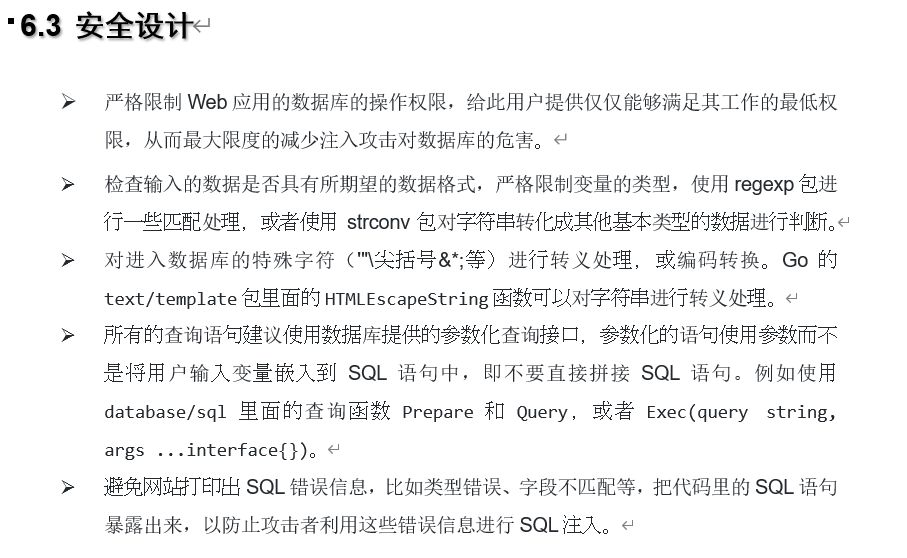 6.3 安全设计
严格限制 Web 应用的数据库的操作权限，给此用户提供仅仅能够满足其工作的最低权
限，从而最大限度的减少注入攻击对数据库的危害。
检查输入的数据是否具有所期望的数据格式，严格限制变量的类型，使用 regexp 包进
行一些匹配处理，或者使用 strconv 包对字符串转化成其他基本类型的数据进行判断。
对进入数据库的特殊字符（'"\尖括号&*;等）进行转义处理，或编码转换。Go 的
text/template 包里面的 HTMLEscapeString 函数可以对字符串进行转义处理。
所有的查询语句建议使用数据库提供的参数化查询接口，参数化的语句使用参数而不
是将用户输入变量嵌入到 SQL 语句中，即不要直接拼接 SQL 语句。例如使用
database/sql 里面的查询函数 Prepare 和 Query，或者 Exec(query string,
args ...interface{})。
避免网站打印出 SQL 错误信息，比如类型错误、字段不匹配等，把代码里的 SQL 语句
暴露出来，以防止攻击者利用这些错误信息进行 SQL 注入。